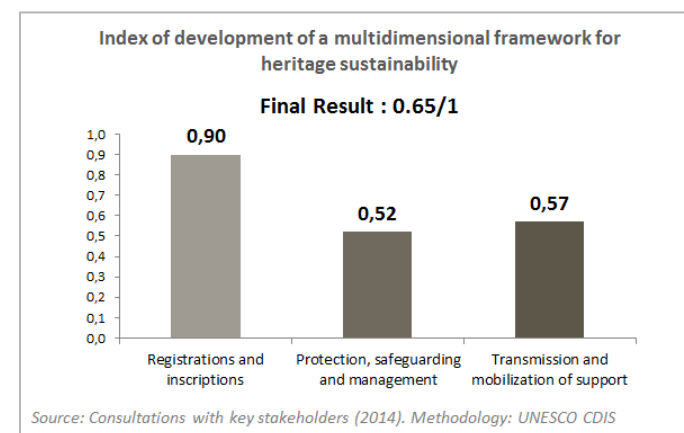 Index of development of a multidimensional framework for
heritage sustainability
Final Result : 0.65/1
1,0
0,9
0,8
0,7
0,6
0,5
0,4
0,3
0,2
0,1
0,0
0,90
0,52
0,57
Registrations and
inscriptions
Protection, safeguarding
and management
Transmission and
mobilization of support
Source: Consultations with key stakeholders (2014). Methodology: UNESCO CDIS